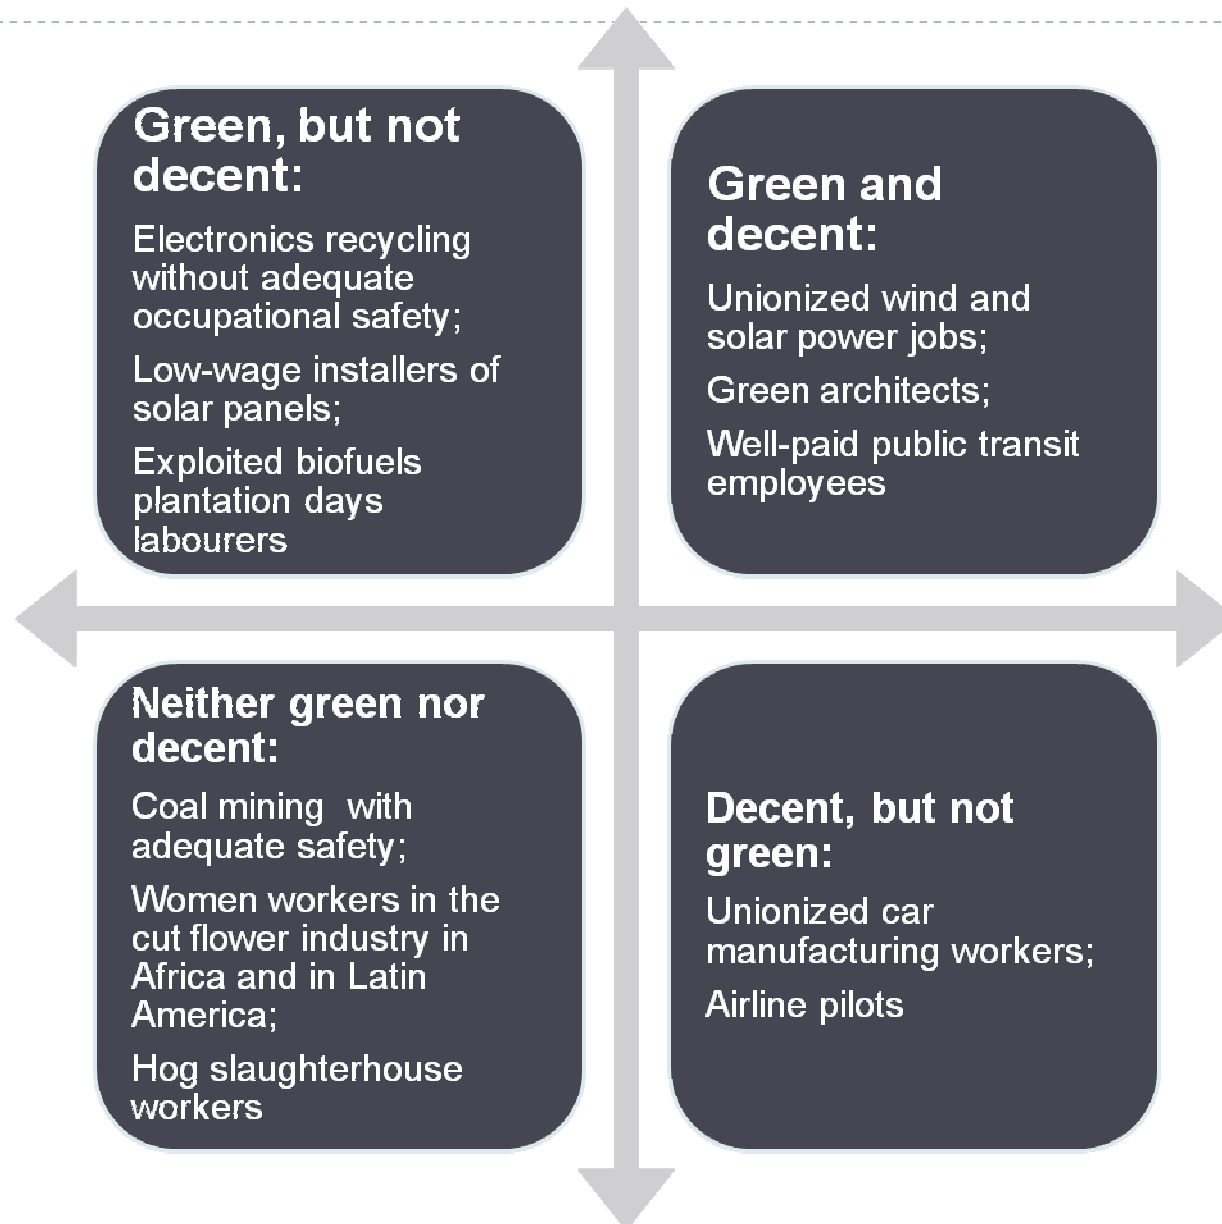 Green, but not
decent:
Electronics recycling
without adequate
occupational safety;
Low-wage installers of
solar panels;
Exploited biofuels
plantation days
labourers
Green and
decent:
Unionized wind and
solar power jobs;
Green architects;
Well-paid public transit
employees
Neither green nor
decent:
Coal mining with
adequate safety;
Women workers in the
cut flower industry in
Africa and in Latin
America;
Hog slaughterhouse
workers
Decent, but not
green:
Unionized car
manufacturing workers;
Airline pilots